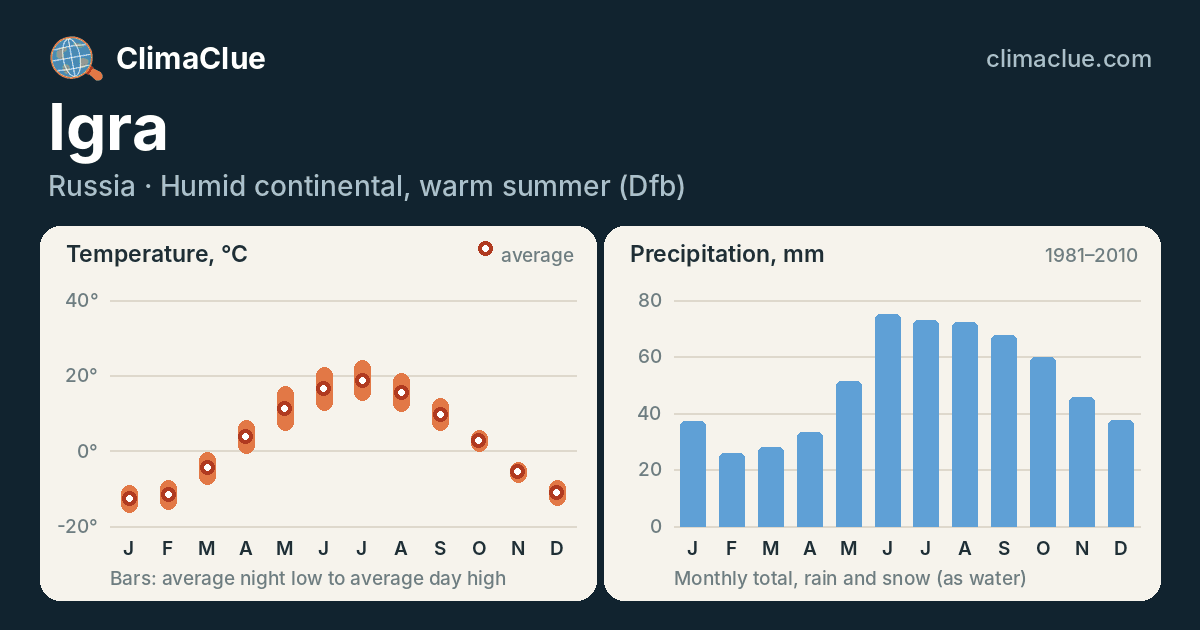 ClimaClue
climaclue.com
Igra
Russia · Humid continental, warm summer (Dfb)
Temperature, °C
average
40°
20°
0°
-20°
J F M A M J J A S O N D
Bars: average night low to average day high
Precipitation, mm
1981–2010
80
60
40
20
0
J F M A M J J A S O N D
Monthly total, rain and snow (as water)